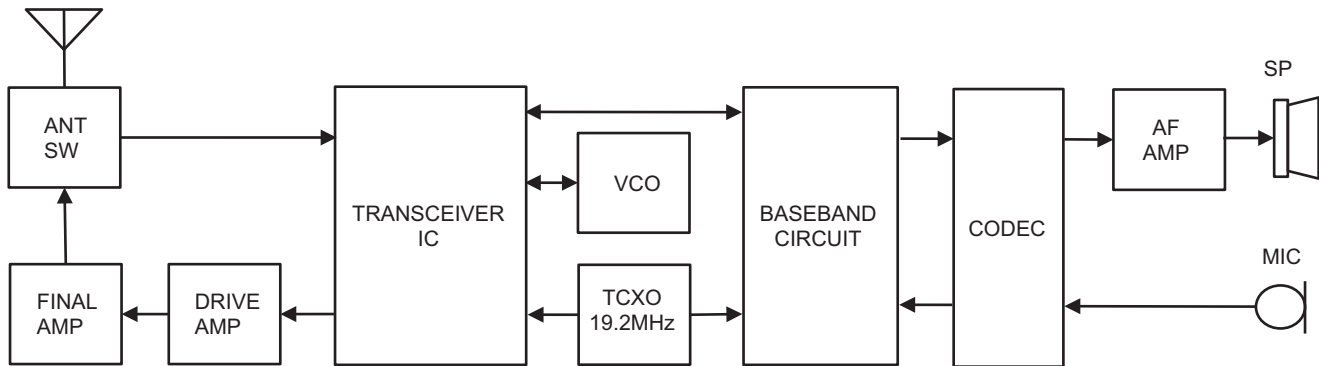 SP
ANT
SW
AF
AMP
VCO
TRANSCEIVER
IC
BASEBAND
CIRCUIT
CODEC
MIC
FINAL
AMP
DRIVE
AMP
TCXO
19.2MHz